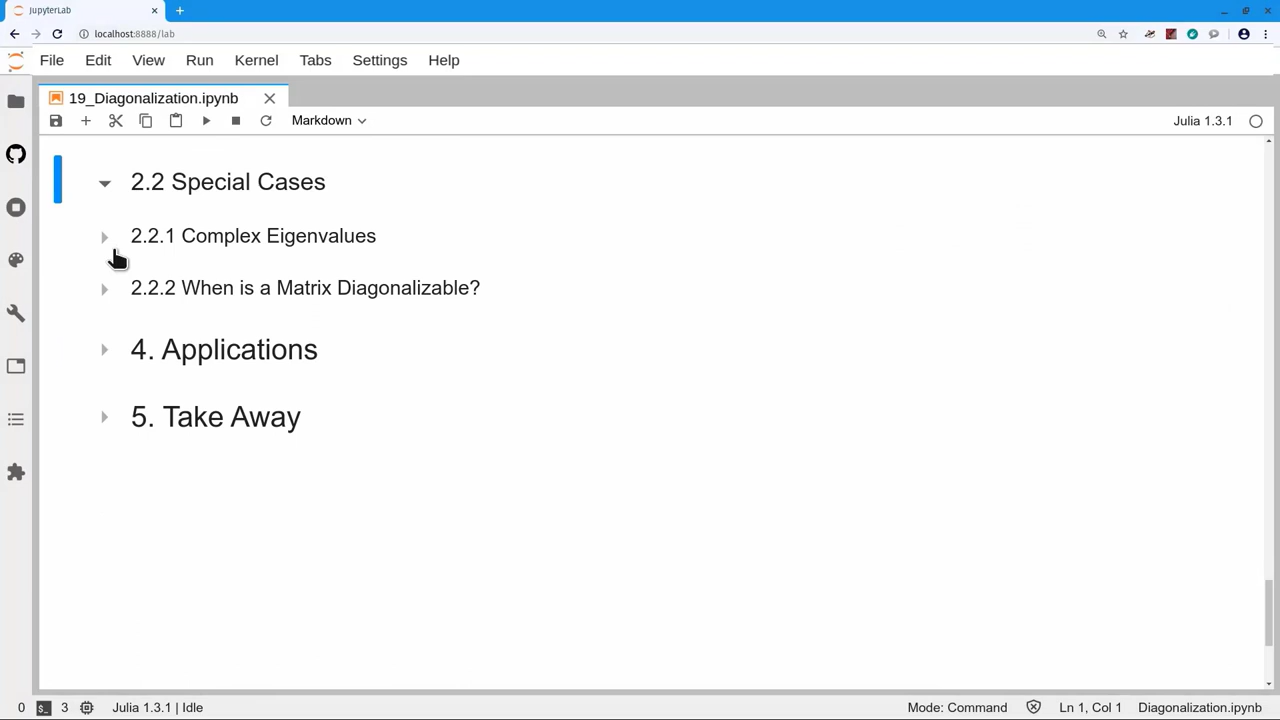 JupyterLab
localhost:8888/lab
File Edit View Run Kernel Tabs Settings Help
19_Diagonalization.ipynb
Markdown
Julia 1.3.1
2.2 Special Cases
2.2.1 Complex Eigenvalues
2.2.2 When is a Matrix Diagonalizable?
4. Applications
5. Take Away
0 $_ 3 Julia 1.3.1 | Idle Mode: Command Ln 1, Col 1 Diagonalization.ipynb